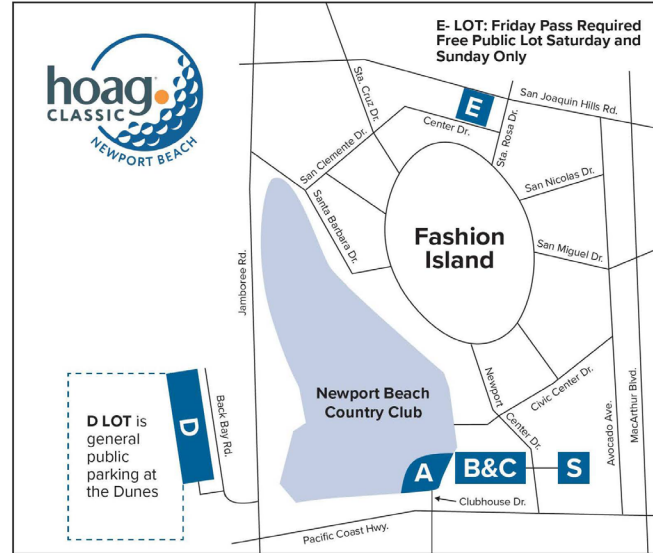 E- LOT: Friday Pass Required
Free Public Lot Saturday and
Sunday Only
hoag.
CLASSIC
NEWPORT BEACH
Sta. Cruz Dr.
E
San Joaquin Hills Rd.
Center Dr.
Sta. Rosa Dr.
San Clemente Dr.
San Nicolas Dr.
Santa Barbara Dr.
Fashion
Island
San Miguel Dr.
Jamboree Rd.
MacArthur Blvd.
Newport Beach
Country Club
Newport
Center Dr.
Civic Center Dr.
Avocado Ave.
D LOT is
general
public
parking at
the Dunes
D
Back Bay Rd.
A
B&C
S
Clubhouse Dr.
Pacific Coast Hwy.